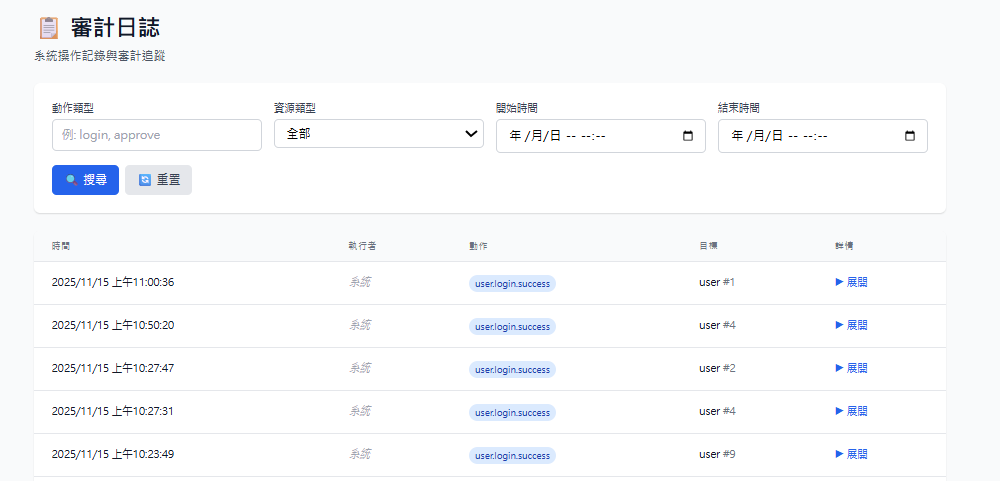 審計日誌
系統操作記錄與審計追蹤
動作類型 資源類型 開始時間 結束時間
例: login, approve 全部 年 /月/日 -- --:-- 年 /月/日 -- --:--
搜尋 重置
時間 執行者 動作 目標 詳情
2025/11/15 上午11:00:36 系統 user.login.success user #1 ▶ 展開
2025/11/15 上午10:50:20 系統 user.login.success user #4 ▶ 展開
2025/11/15 上午10:27:47 系統 user.login.success user #2 ▶ 展開
2025/11/15 上午10:27:31 系統 user.login.success user #4 ▶ 展開
2025/11/15 上午10:23:49 系統 user.login.success user #9 ▶ 展開